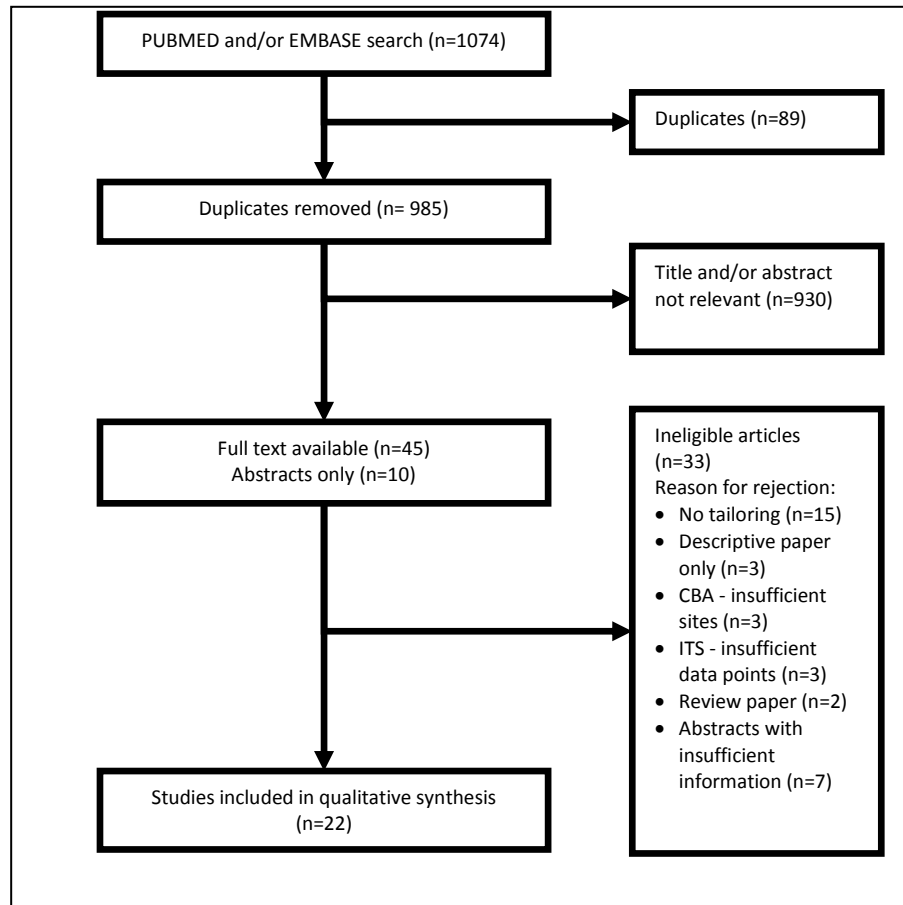 PUBMED and/or EMBASE search (n=1074)
Duplicates (n=89)
Duplicates removed (n= 985)
Title and/or abstract
not relevant (n=930)
Full text available (n=45)
Abstracts only (n=10)
Ineligible articles
(n=33)
Reason for rejection:
• No tailoring (n=15)
• Descriptive paper
only (n=3)
• CBA - insufficient
sites (n=3)
• ITS - insufficient
data points (n=3)
• Review paper (n=2)
• Abstracts with
insufficient
information (n=7)
Studies included in qualitative synthesis
(n=22)